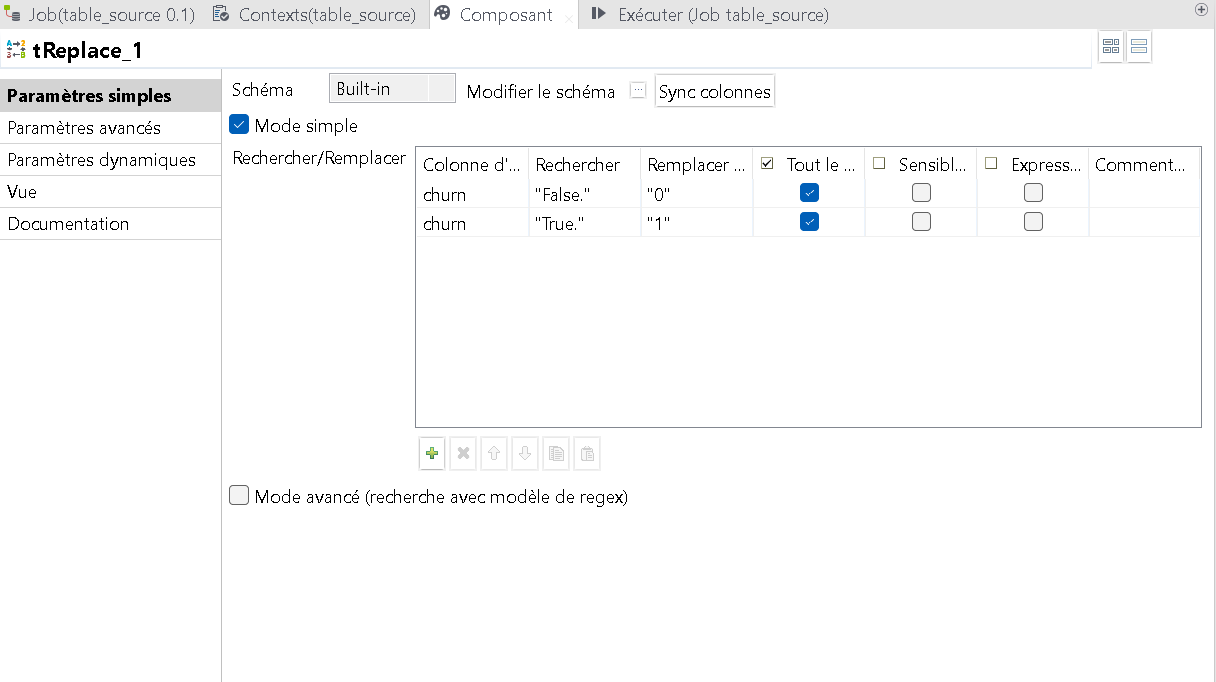 Job(table_source 0.1) Contexts(table_source) Composant Exécuter (Job table_source)
tReplace_1
Paramètres simples
Paramètres avancés
Paramètres dynamiques
Vue
Documentation
Schéma Built-in Modifier le schéma ... Sync colonnes
Mode simple
Rechercher/Remplacer
Colonne d'... Rechercher Remplacer ... Tout le ... Sensibl... Express... Comment...
churn "False." "0"
churn "True." "1"
Mode avancé (recherche avec modèle de regex)